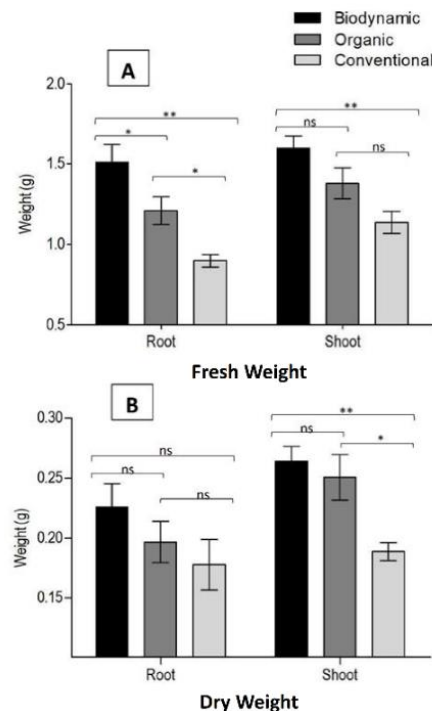 Biodynamic
Organic
Conventional
A
2.0
1.5
1.0
0.5
Weight (g)
**
*
*
**
ns
ns
Root
Shoot
Fresh Weight
B
0.30
0.25
0.20
0.15
Weight (g)
ns
ns
ns
**
ns
*
Root
Shoot
Dry Weight